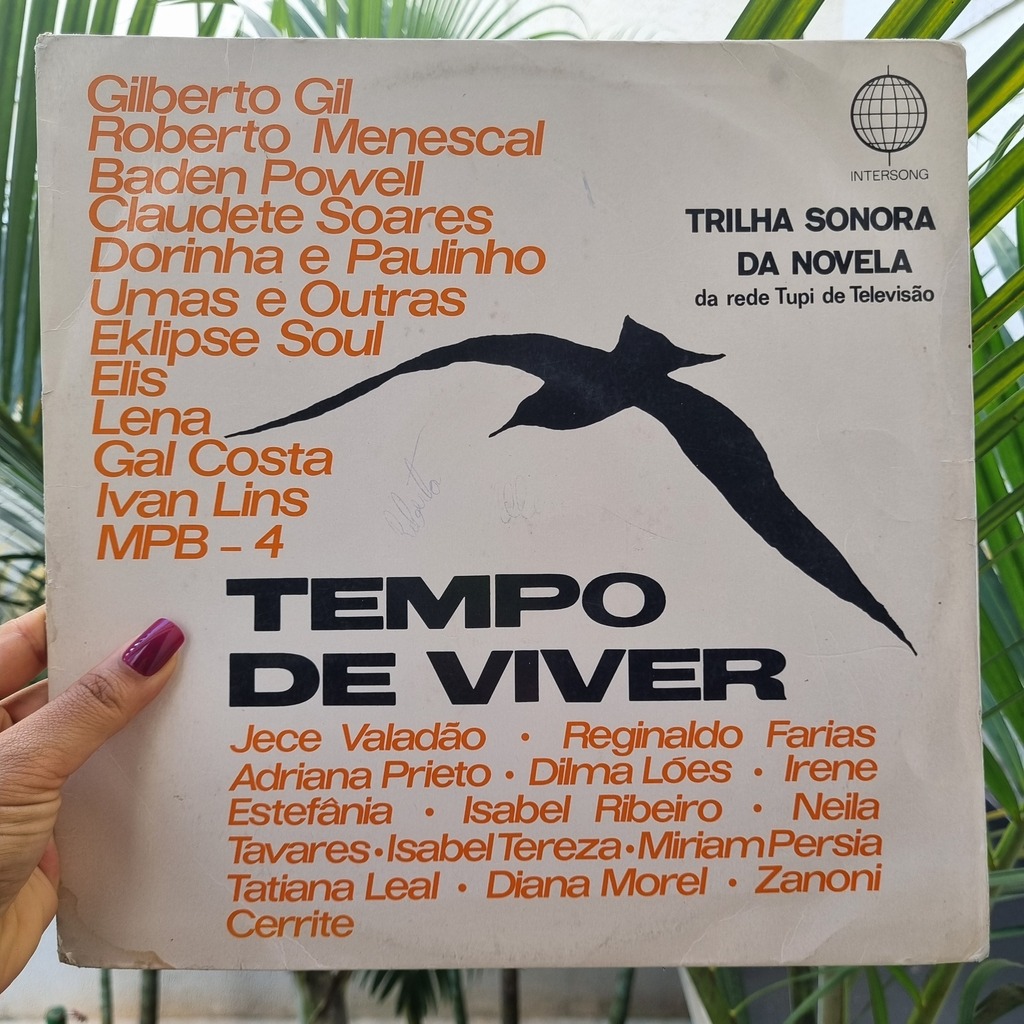 Gilberto Gil
Roberto Menescal
Baden Powell
Claudete Soares
Dorinha e Paulinho
Umas e Outras
Eklipse Soul
Elis
Lena
Gal Costa
Ivan Lins
MPB - 4
INTERSONG
TRILHA SONORA
DA NOVELA
da rede Tupi de Televisão
TEMPO
DE VIVER
Jece Valadão • Reginaldo Farias
Adriana Prieto • Dilma Lóes • Irene
Estefânia • Isabel Ribeiro • Neila
Tavares • Isabel Tereza • Miriam Persia
Tatiana Leal • Diana Morel • Zanoni
Cerrite